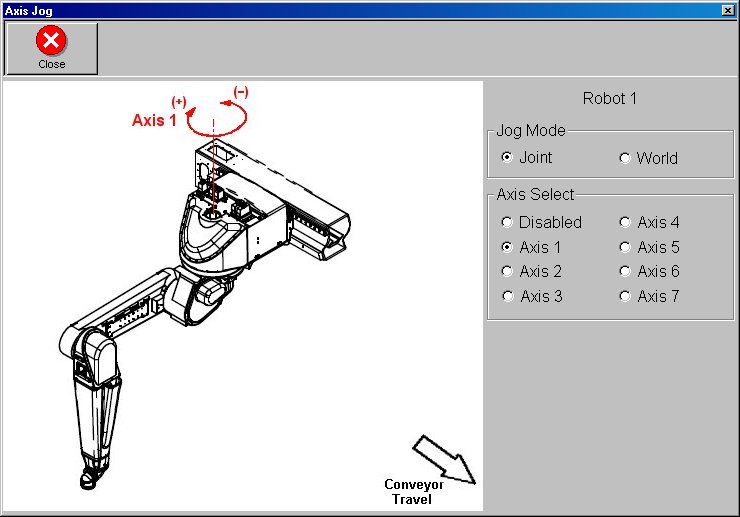 Axis Jog
Close
(+)
(−)
Axis 1
Conveyor
Travel
Robot 1
Jog Mode
Joint
World
Axis Select
Disabled
Axis 4
Axis 1
Axis 5
Axis 2
Axis 6
Axis 3
Axis 7